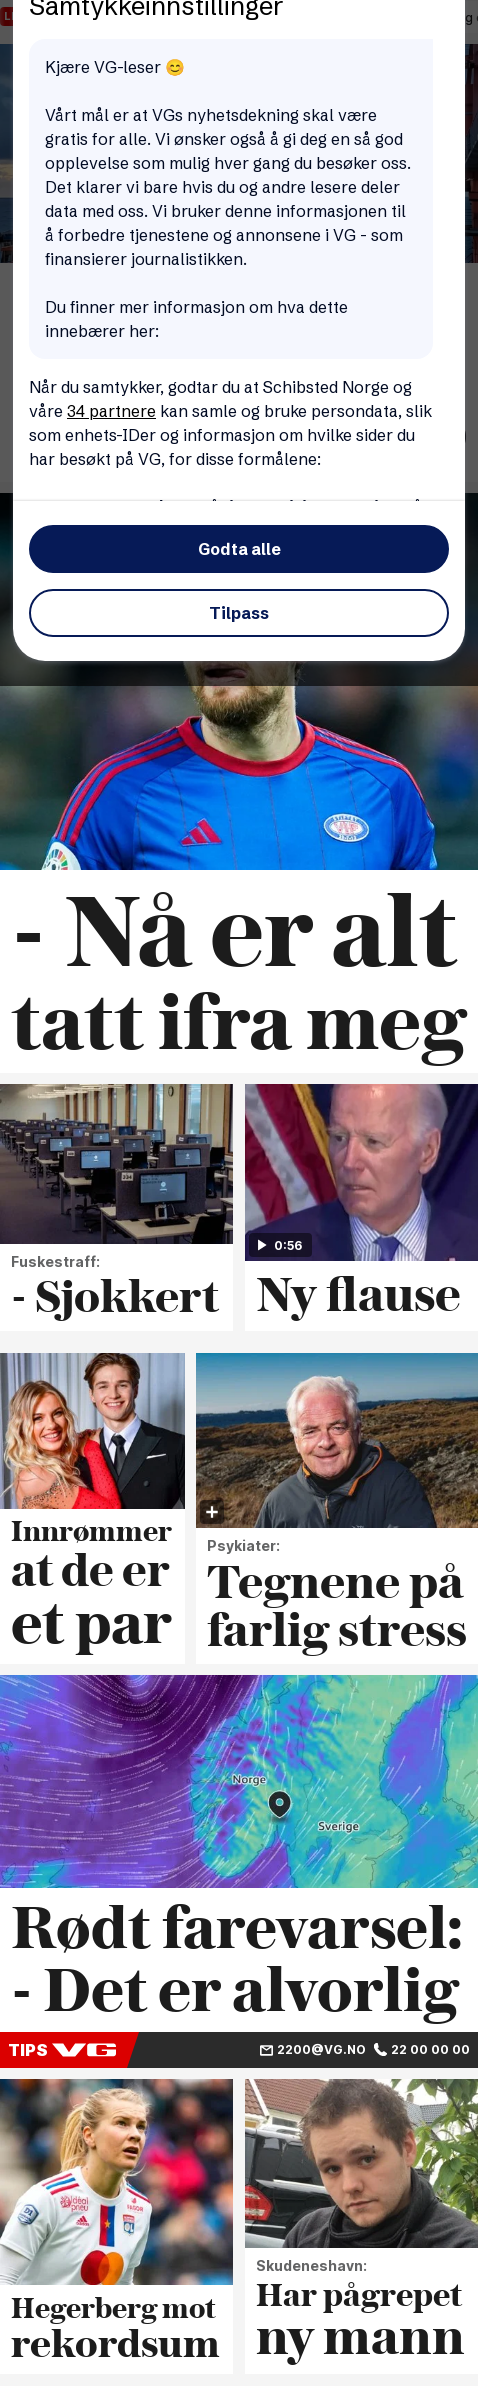 Samtykkeinnstillinger
Kjære VG-leser 😊
Vårt mål er at VGs nyhetsdekning skal være
gratis for alle. Vi ønsker også å gi deg en så god
opplevelse som mulig hver gang du besøker oss.
Det klarer vi bare hvis du og andre lesere deler
data med oss. Vi bruker denne informasjonen til
å forbedre tjenestene og annonsene i VG - som
finansierer journalistikken.
Du finner mer informasjon om hva dette
innebærer her:
Når du samtykker, godtar du at Schibsted Norge og
våre 34 partnere kan samle og bruke persondata, slik
som enhets-IDer og informasjon om hvilke sider du
har besøkt på VG, for disse formålene:
Godta alle
Tilpass
- Nå er alt
tatt ifra meg
0:56
Fuskestraff:
- Sjokkert
Ny flause
Innrømmer
at de er
et par
Psykiater:
Tegnene på
farlig stress
Norge
Sverige
Rødt farevarsel:
- Det er alvorlig
TIPS VG
2200@VG.NO 22 00 00 00
Hegerberg mot
rekordsum
Skudeneshavn:
Har pågrepet
ny mann